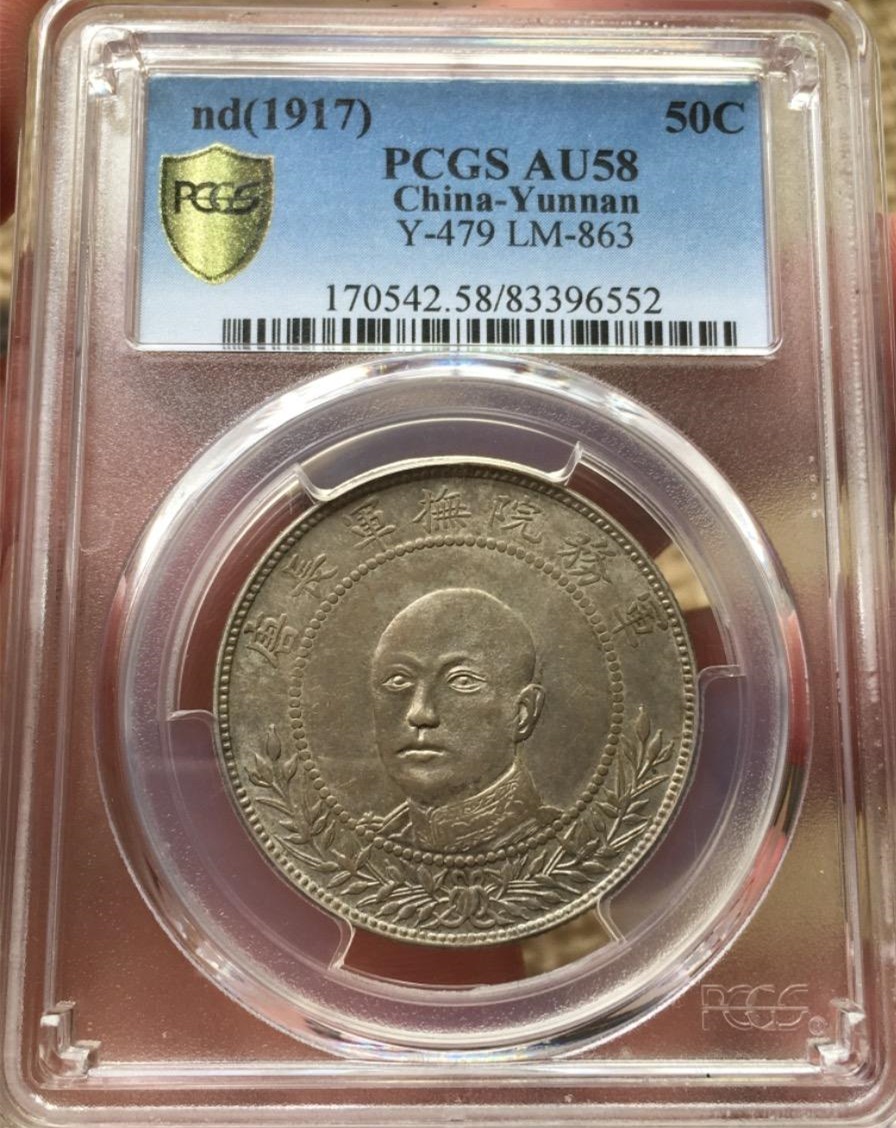 nd(1917) 50C
PCGS
PCGS AU58
China-Yunnan
Y-479 LM-863
170542.58/83396552
軍務院撫軍長唐
PCGS